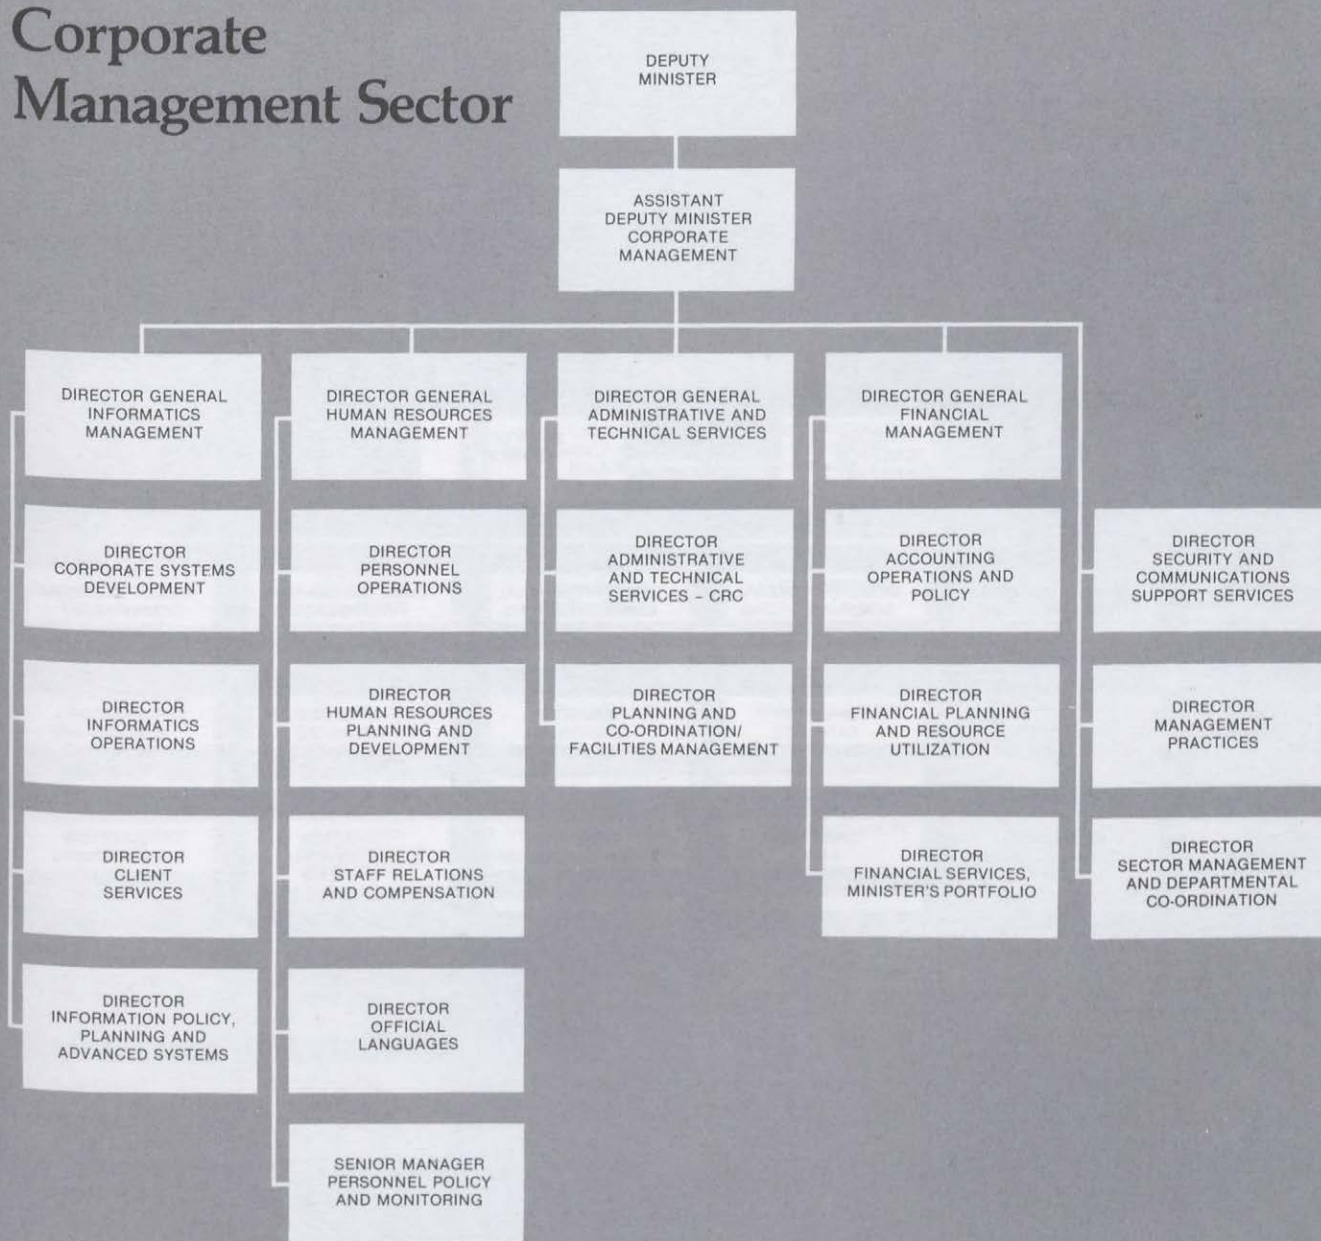 Corporate
Management Sector
DEPUTY
MINISTER
ASSISTANT
DEPUTY MINISTER
CORPORATE
MANAGEMENT
DIRECTOR GENERAL
INFORMATICS
MANAGEMENT
DIRECTOR
CORPORATE SYSTEMS
DEVELOPMENT
DIRECTOR
INFORMATICS
OPERATIONS
DIRECTOR
CLIENT
SERVICES
DIRECTOR
INFORMATION POLICY,
PLANNING AND
ADVANCED SYSTEMS
DIRECTOR GENERAL
HUMAN RESOURCES
MANAGEMENT
DIRECTOR
PERSONNEL
OPERATIONS
DIRECTOR
HUMAN RESOURCES
PLANNING AND
DEVELOPMENT
DIRECTOR
STAFF RELATIONS
AND COMPENSATION
DIRECTOR
OFFICIAL
LANGUAGES
SENIOR MANAGER
PERSONNEL POLICY
AND MONITORING
DIRECTOR GENERAL
ADMINISTRATIVE AND
TECHNICAL SERVICES
DIRECTOR
ADMINISTRATIVE
AND TECHNICAL
SERVICES – CRC
DIRECTOR
PLANNING AND
CO-ORDINATION/
FACILITIES MANAGEMENT
DIRECTOR GENERAL
FINANCIAL
MANAGEMENT
DIRECTOR
ACCOUNTING
OPERATIONS AND
POLICY
DIRECTOR
FINANCIAL PLANNING
AND RESOURCE
UTILIZATION
DIRECTOR
FINANCIAL SERVICES,
MINISTER'S PORTFOLIO
DIRECTOR
SECURITY AND
COMMUNICATIONS
SUPPORT SERVICES
DIRECTOR
MANAGEMENT
PRACTICES
DIRECTOR
SECTOR MANAGEMENT
AND DEPARTMENTAL
CO-ORDINATION